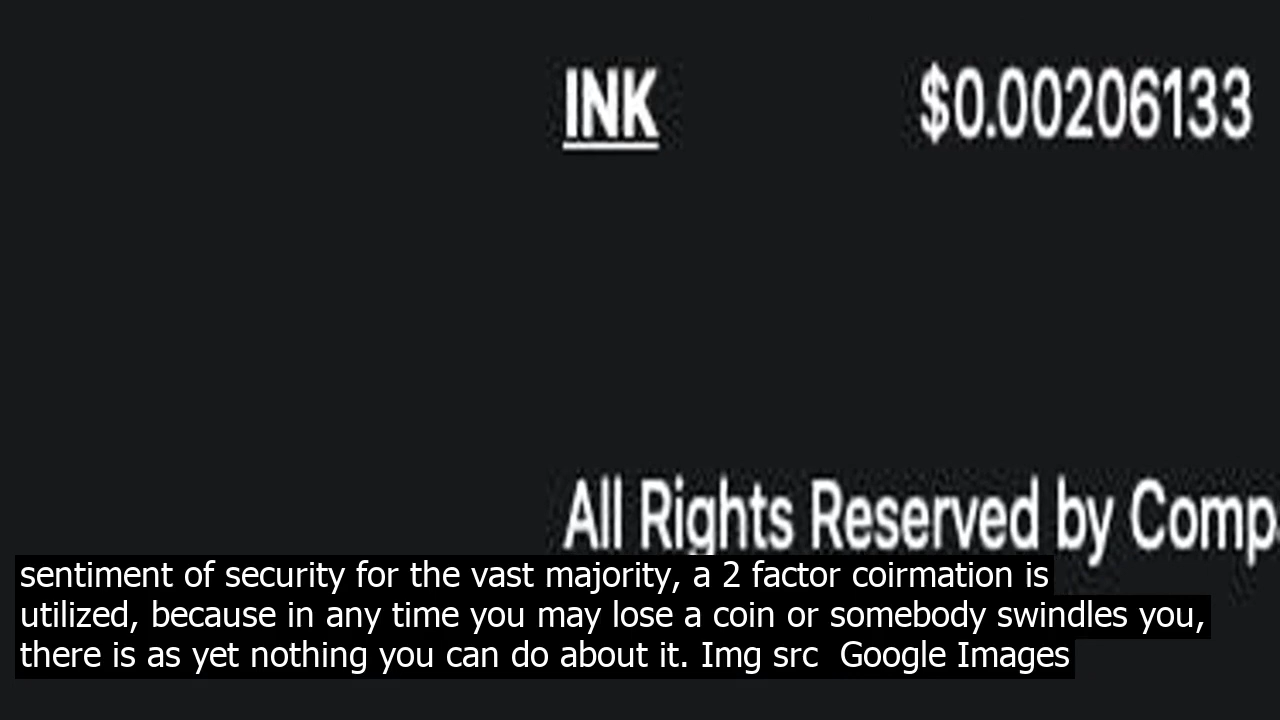 INK $0.00206133
All Rights Reserved by
sentiment of security for the vast majority, a 2 factor coirmation is
utilized, because in any time you may lose a coin or somebody swindles you,
there is as yet nothing you can do about it. Img src  Google Images